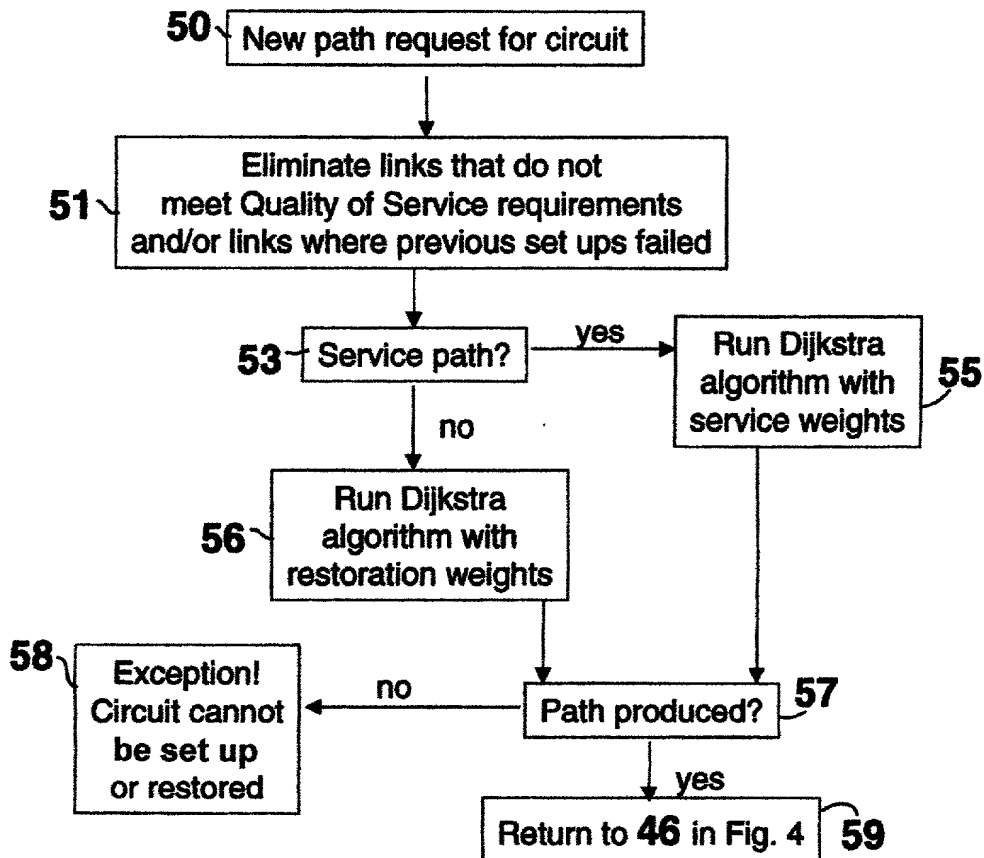 50
New path request for circuit
51
Eliminate links that do not
meet Quality of Service requirements
and/or links where previous set ups failed
53
Service path?
yes
Run Dijkstra
algorithm with
service weights
55
no
56
Run Dijkstra
algorithm with
restoration weights
58
Exception!
Circuit cannot
be set up
or restored
no
Path produced?
57
yes
Return to 46 in Fig. 4
59